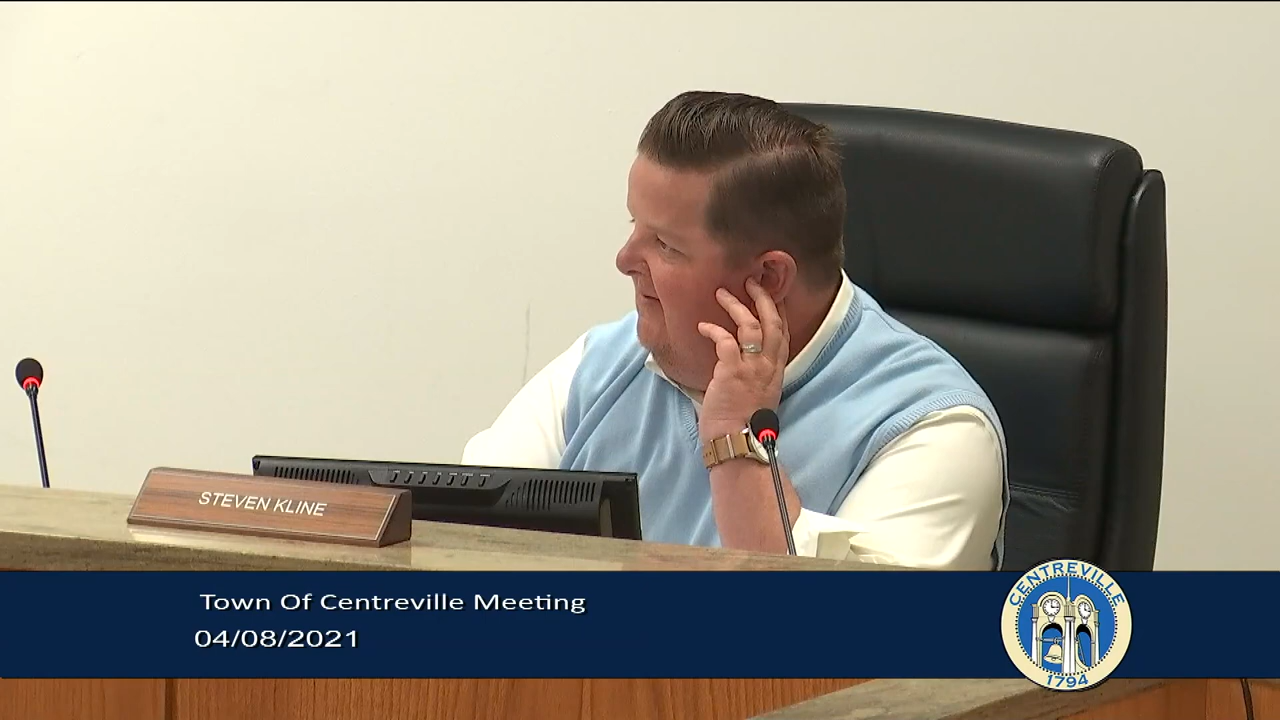 STEVEN KLINE
Town Of Centreville Meeting
04/08/2021
CENTREVILLE
1794